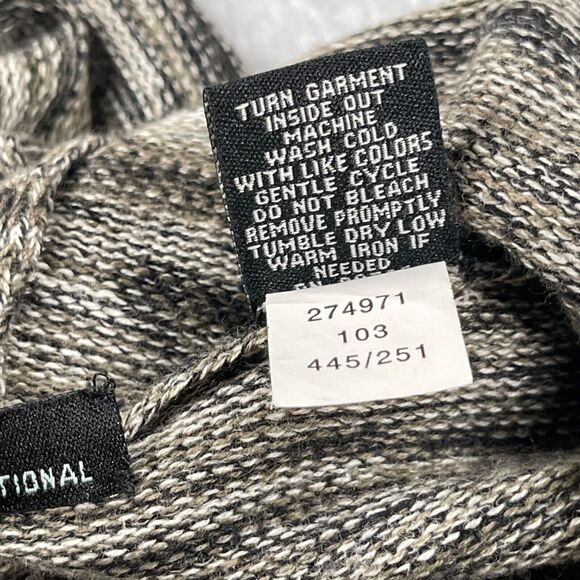 TURN GARMENT
INSIDE OUT
MACHINE
WASH COLD
WITH LIKE COLORS
GENTLE CYCLE
DO NOT BLEACH
REMOVE PROMPTLY
TUMBLE DRY LOW
WARM IRON IF
NEEDED
274971
103
445/251
TIONAL